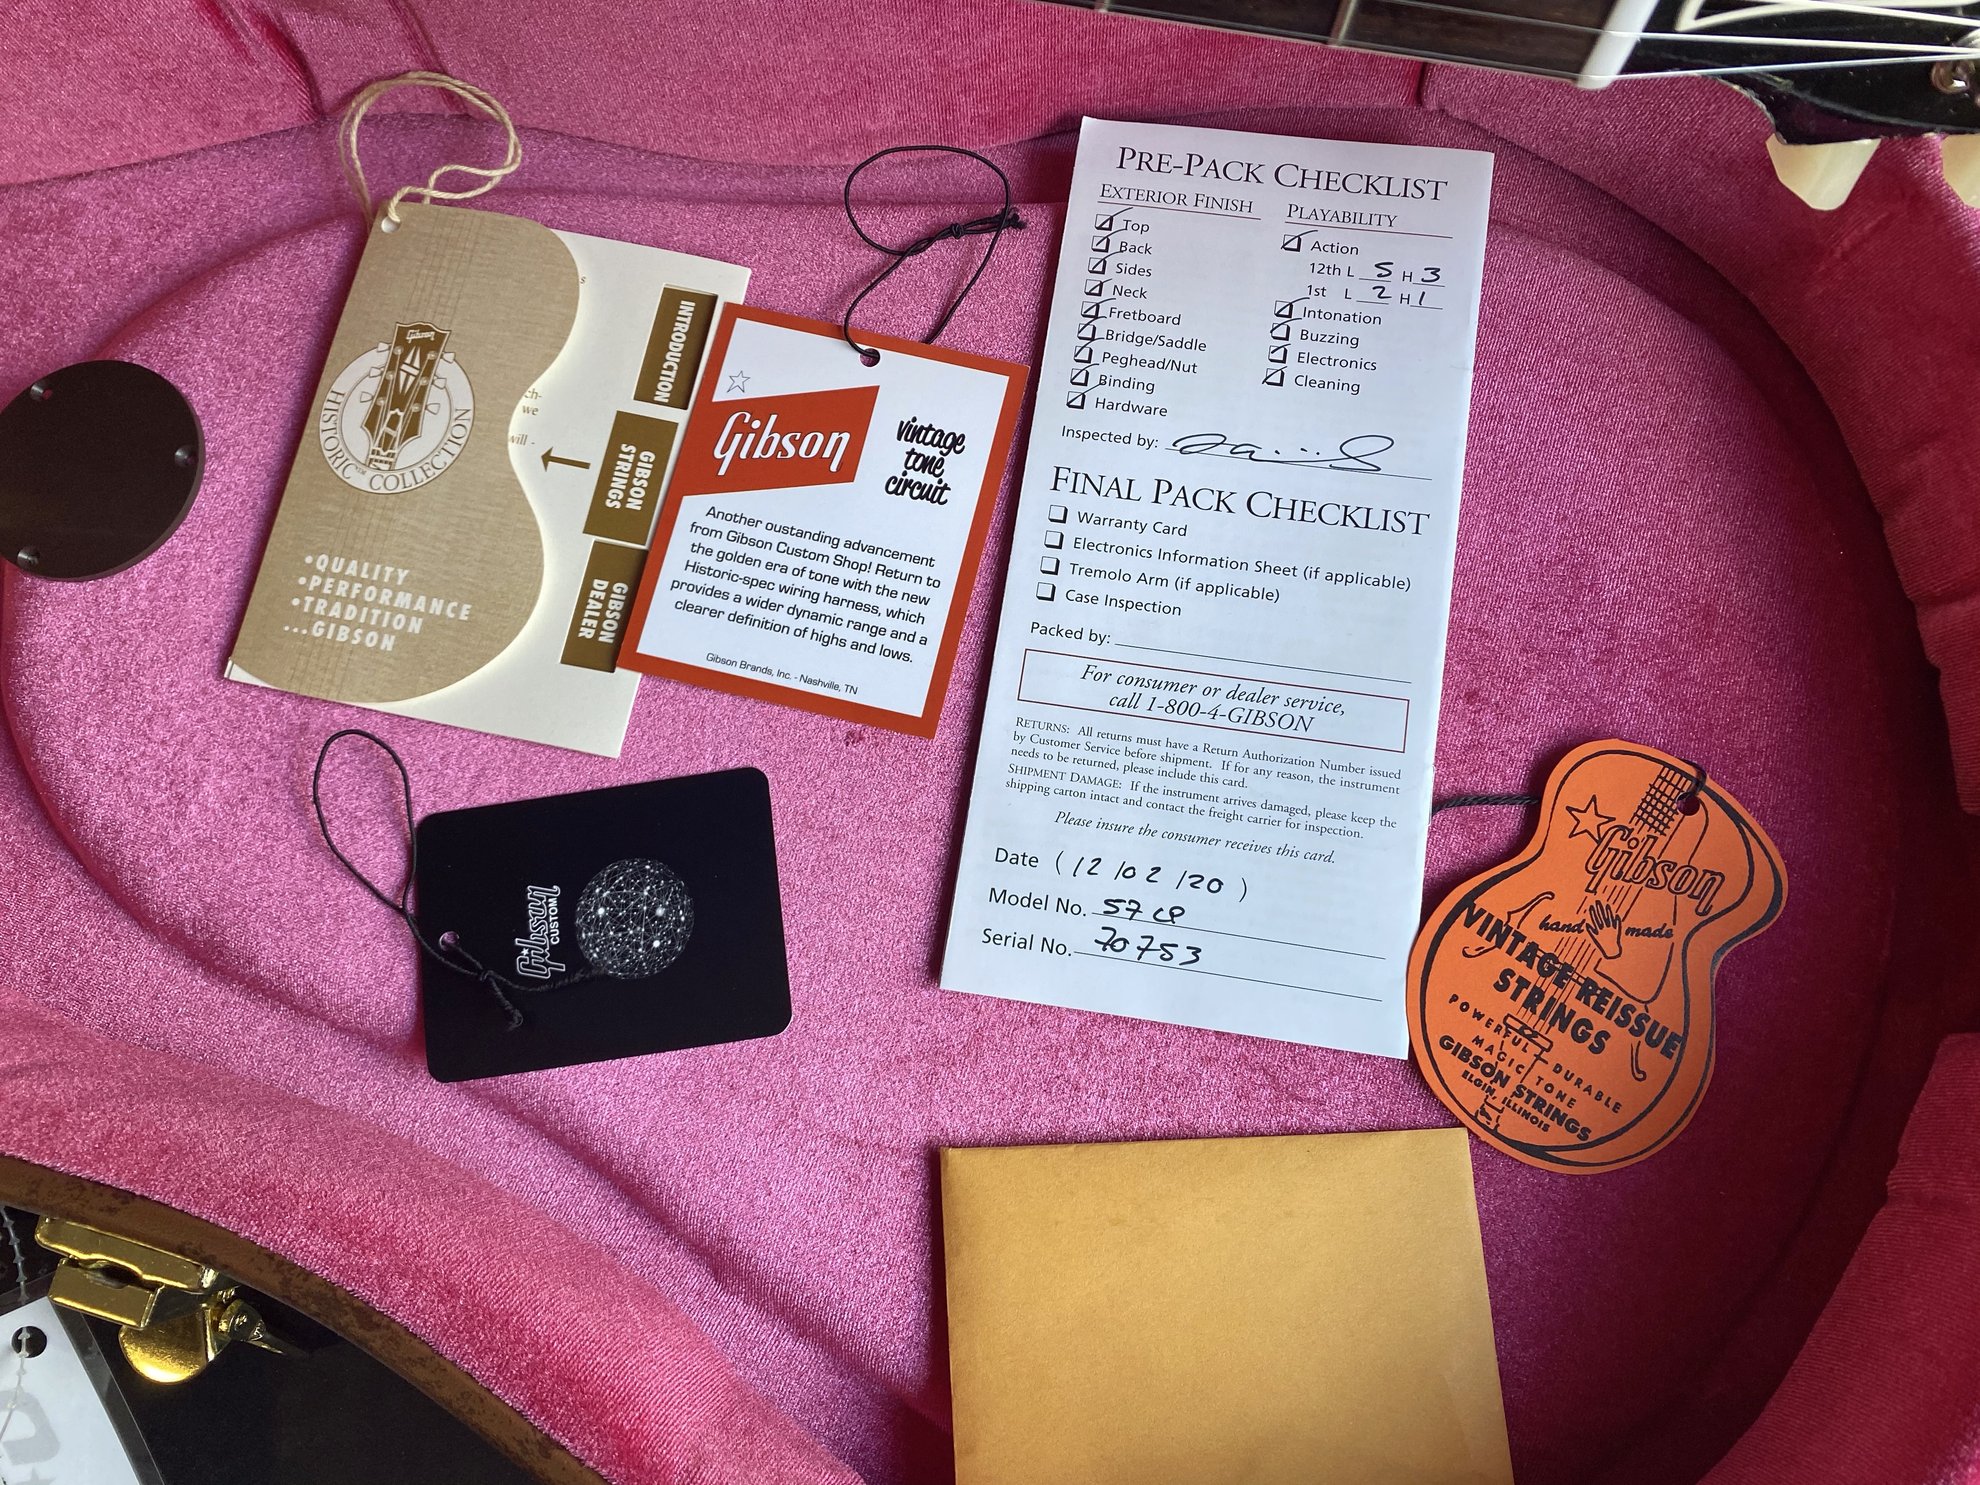 Gibson
HISTORIC COLLECTION
•QUALITY
•PERFORMANCE
•TRADITION
...GIBSON
s
ch-
we
will -
INTRODUCTION
GIBSON
STRINGS
GIBSON
DEALER
Gibson
vintage
tone
circuit
Another oustanding advancement
from Gibson Custom Shop! Return to
the golden era of tone with the new
Historic-spec wiring harness, which
provides a wider dynamic range and a
clearer definition of highs and lows.
Gibson Brands, Inc. - Nashville, TN
Gibson
CUSTOM
PRE-PACK CHECKLIST
EXTERIOR FINISH
Top
Back
Sides
Neck
Fretboard
Bridge/Saddle
Peghead/Nut
Binding
Hardware
PLAYABILITY
Action
12th L 5 H 3
1st L 2 H 1
Intonation
Buzzing
Electronics
Cleaning
Inspected by:
FINAL PACK CHECKLIST
Warranty Card
Electronics Information Sheet (if applicable)
Tremolo Arm (if applicable)
Case Inspection
Packed by:
For consumer or dealer service,
call 1-800-4-GIBSON
RETURNS: All returns must have a Return Authorization Number issued
by Customer Service before shipment. If for any reason, the instrument
needs to be returned, please include this card.
SHIPMENT DAMAGE: If the instrument arrives damaged, please keep the
shipping carton intact and contact the freight carrier for inspection.
Please insure the consumer receives this card.
Date (12/02/20)
Model No. 57 LP
Serial No. 70753
Gibson
hand made
VINTAGE REISSUE
STRINGS
POWERFUL DURABLE
MAGIC TONE
GIBSON STRINGS
ELGIN, ILLINOIS